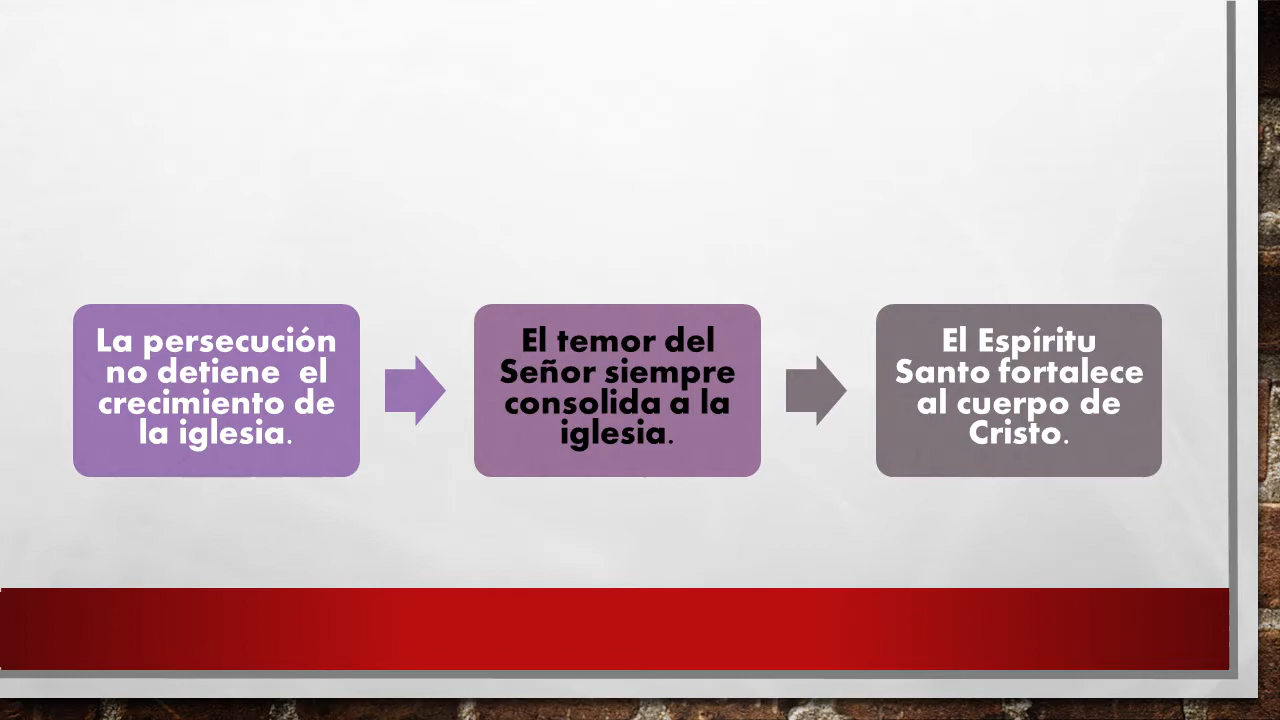 La persecución
no detiene  el
crecimiento de
la iglesia.
El temor del
Señor siempre
consolida a la
iglesia.
El Espíritu
Santo fortalece
al cuerpo de
Cristo.